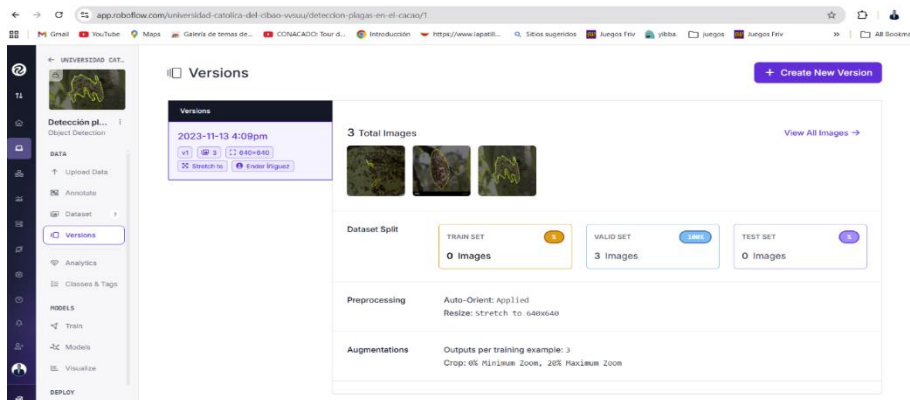 app.roboflow.com/universidad-catolica-del-cibao-vvsuu/deteccion-plagas-en-el-cacao/1
Gmail YouTube Maps Galería de temas de... CONACADO: Tour d... Introducción https://www.lapatill... Sitios sugeridos Juegos Friv yibba. juegos Juegos Friv » All Bookma
← UNIVERSIDAD CAT...
Detección pl...
Object Detection
DATA
Upload Data
Annotate
Dataset 3
Versions
Analytics
Classes & Tags
MODELS
Train
Models
Visualize
DEPLOY
Versions
+ Create New Version
Versions
2023-11-13 4:09pm
v1 3 640×640
Stretch to Ender Iñiguez
3 Total Images
View All Images →
Dataset Split
TRAIN SET %
0 Images
VALID SET 100%
3 Images
TEST SET %
0 Images
Preprocessing
Auto-Orient: Applied
Resize: Stretch to 640x640
Augmentations
Outputs per training example: 3
Crop: 0% Minimum Zoom, 20% Maximum Zoom